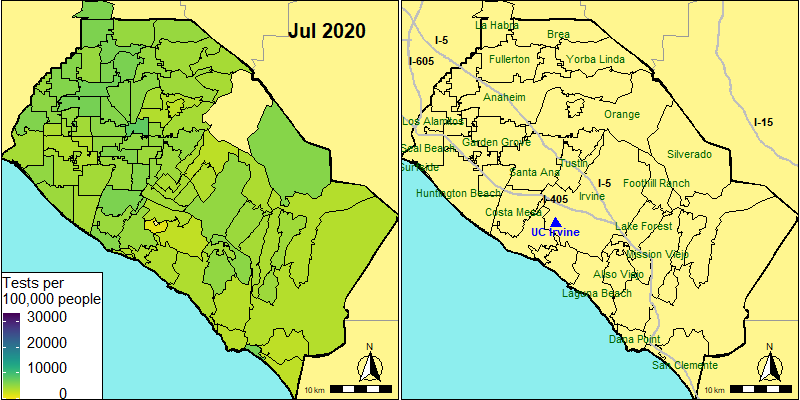 Jul 2020
Tests per
100,000 people
30000
20000
10000
0
N
10 km
La Habra
Brea
I-5
I-605
Fullerton
Yorba Linda
Anaheim
Orange
Los Alamitos
I-15
Garden Grove
Seal Beach
Silverado
Tustin
Surfside
Santa Ana
I-5
Foothill Ranch
Huntington Beach
Irvine
I-405
Costa Mesa
UC Irvine
Lake Forest
Mission Viejo
Aliso Viejo
Laguna Beach
Dana Point
San Clemente
N
10 km